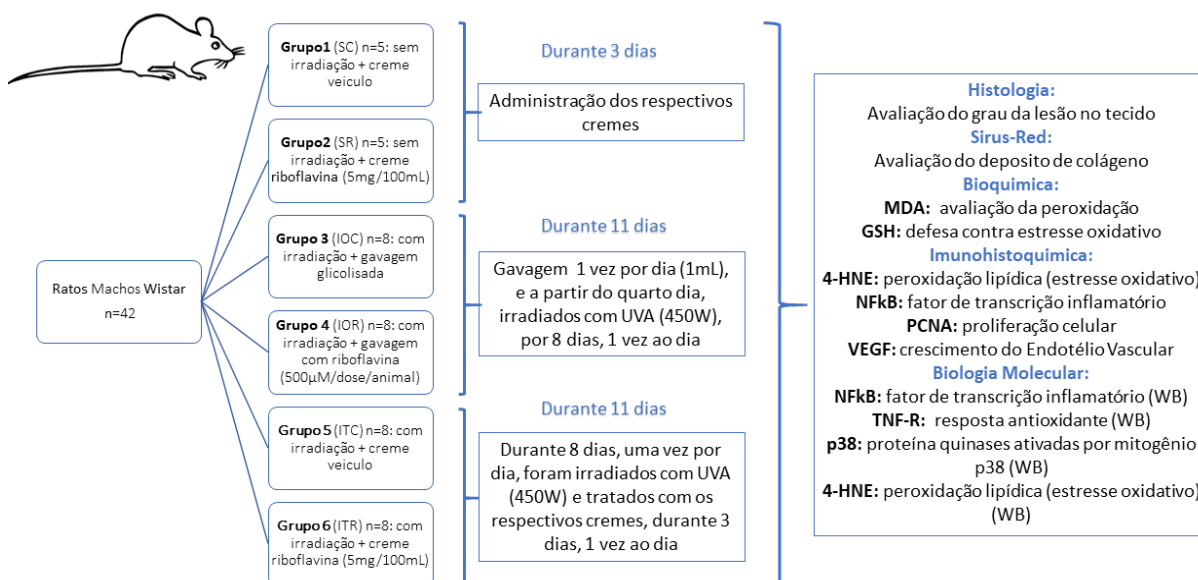 Ratos Machos Wistar
n=42
Grupo1 (SC) n=5: sem
irradiação + creme
veiculo
Grupo2 (SR) n=5: sem
irradiação + creme
riboflavina (5mg/100mL)
Grupo 3 (IOC) n=8: com
irradiação + gavagem
glicolisada
Grupo 4 (IOR) n=8: com
irradiação + gavagem
com riboflavina
(500µM/dose/animal)
Grupo 5 (ITC) n=8: com
irradiação + creme
veiculo
Grupo 6 (ITR) n=8: com
irradiação + creme
riboflavina (5mg/100mL)
Durante 3 dias
Administração dos respectivos
cremes
Durante 11 dias
Gavagem 1 vez por dia (1mL),
e a partir do quarto dia,
irradiados com UVA (450W),
por 8 dias, 1 vez ao dia
Durante 11 dias
Durante 8 dias, uma vez por
dia, foram irradiados com UVA
(450W) e tratados com os
respectivos cremes, durante 3
dias, 1 vez ao dia
Histologia:
Avaliação do grau da lesão no tecido
Sirus-Red:
Avaliação do deposito de colágeno
Bioquimica:
MDA: avaliação da peroxidação
GSH: defesa contra estresse oxidativo
Imunohistoquimica:
4-HNE: peroxidação lipídica (estresse oxidativo)
NFkB: fator de transcrição inflamatório
PCNA: proliferação celular
VEGF: crescimento do Endotélio Vascular
Biologia Molecular:
NFkB: fator de transcrição inflamatório (WB)
TNF-R: resposta antioxidante (WB)
p38: proteína quinases ativadas por mitogênio
p38 (WB)
4-HNE: peroxidação lipídica (estresse oxidativo)
(WB)